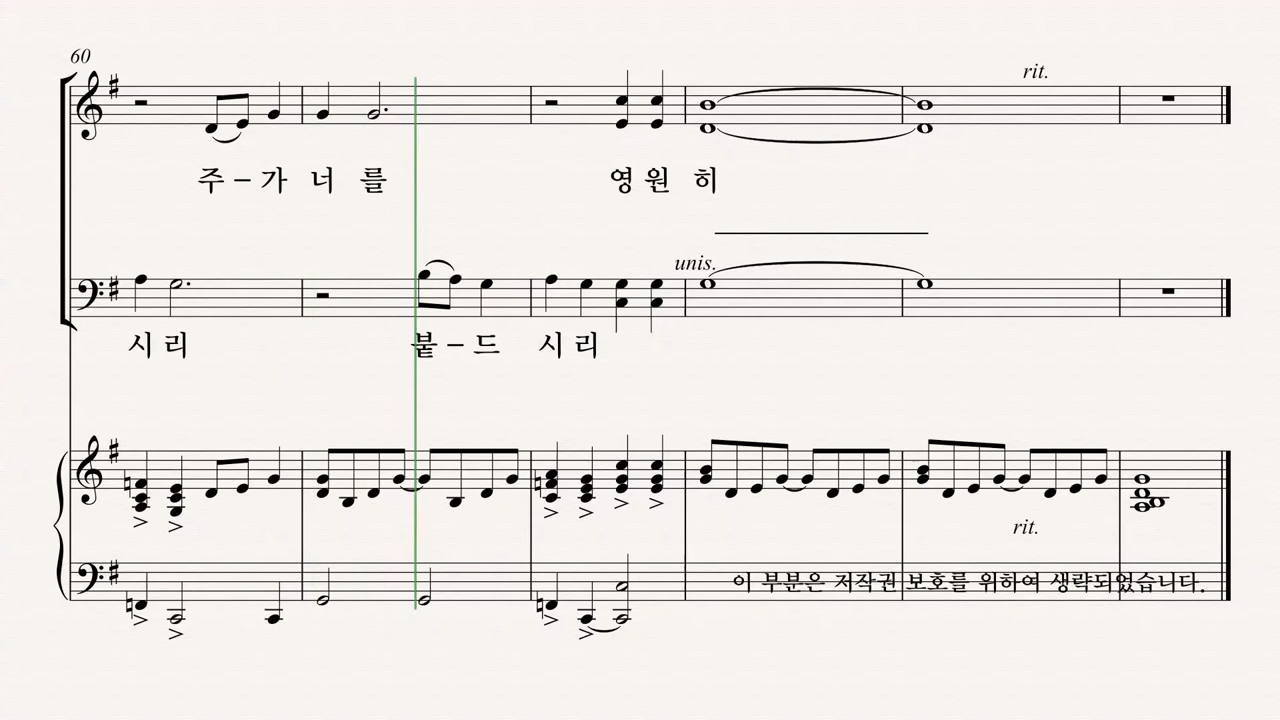 60
rit.
주 – 가 너 를 영 원 히
unis.
시 리 붙 – 드 시 리
rit.
이 부분은 저작권 보호를 위하여 생략되었습니다.